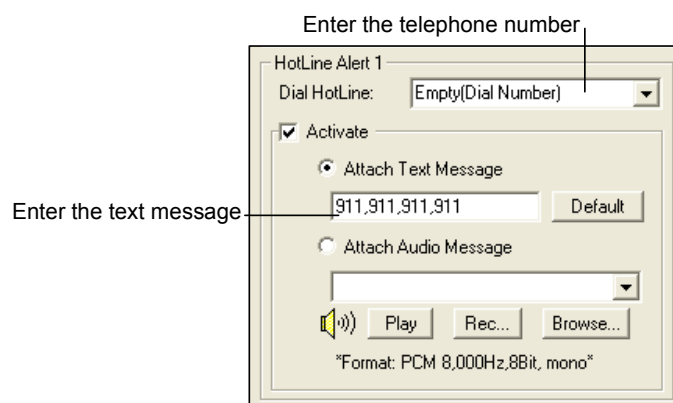 Enter the telephone number
HotLine Alert 1
Dial HotLine: Empty(Dial Number)
Activate
Attach Text Message
Enter the text message
911,911,911,911 Default
Attach Audio Message
Play Rec... Browse...
*Format: PCM 8,000Hz,8Bit, mono*